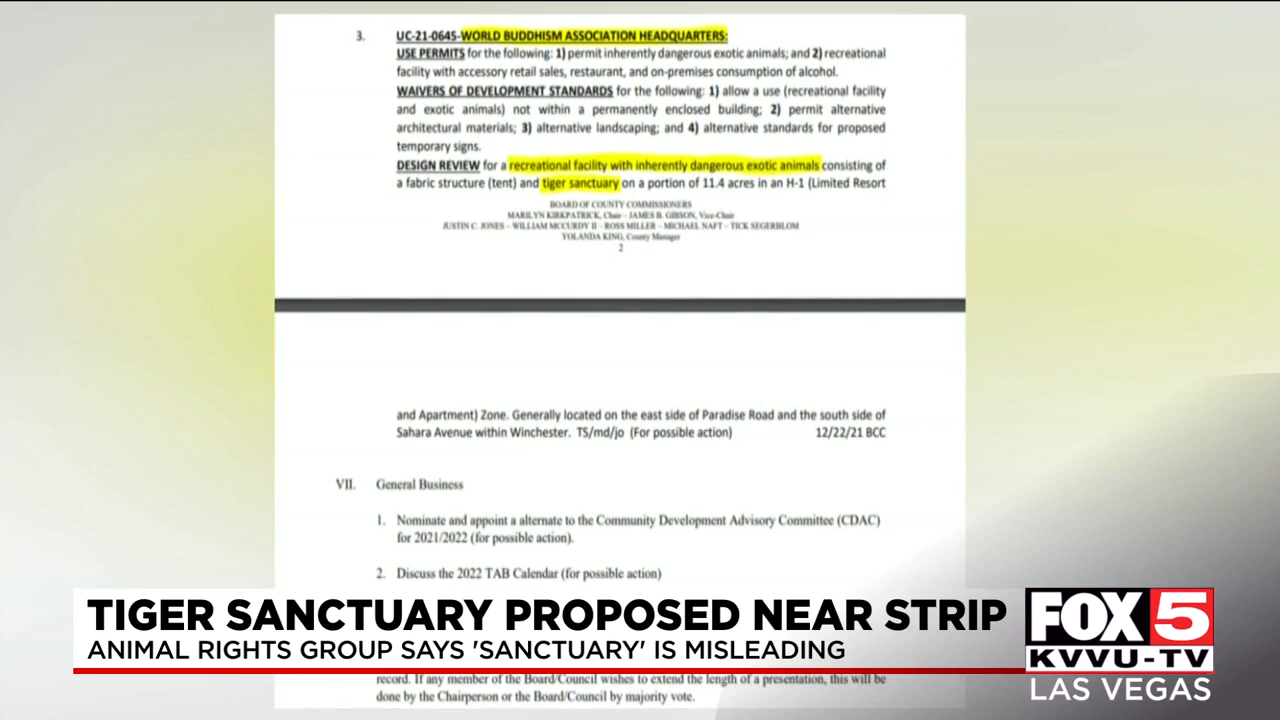 3. UC-21-0645-WORLD BUDDHISM ASSOCIATION HEADQUARTERS:
USE PERMITS for the following: 1) permit inherently dangerous exotic animals; and 2) recreational
facility with accessory retail sales, restaurant, and on-premises consumption of alcohol.
WAIVERS OF DEVELOPMENT STANDARDS for the following: 1) allow a use (recreational facility
and exotic animals) not within a permanently enclosed building; 2) permit alternative
architectural materials; 3) alternative landscaping; and 4) alternative standards for proposed
temporary signs.
DESIGN REVIEW for a recreational facility with inherently dangerous exotic animals consisting of
a fabric structure (tent) and tiger sanctuary on a portion of 11.4 acres in an H-1 (Limited Resort
BOARD OF COUNTY COMMISSIONERS
MARILYN KIRKPATRICK, Chair – JAMES B. GIBSON, Vice-Chair
JUSTIN C. JONES – WILLIAM MCCURDY II – ROSS MILLER – MICHAEL NAFT – TICK SEGERBLOM
YOLANDA KING, County Manager
2
and Apartment) Zone. Generally located on the east side of Paradise Road and the south side of
Sahara Avenue within Winchester. TS/md/jo (For possible action) 12/22/21 BCC
VII. General Business
1. Nominate and appoint a alternate to the Community Development Advisory Committee (CDAC)
for 2021/2022 (for possible action).
2. Discuss the 2022 TAB Calendar (for possible action)
TIGER SANCTUARY PROPOSED NEAR STRIP
ANIMAL RIGHTS GROUP SAYS 'SANCTUARY' IS MISLEADING
FOX 5
KVVU-TV
LAS VEGAS
record. If any member of the Board/Council wishes to extend the length of a presentation, this will be
done by the Chairperson or the Board/Council by majority vote.